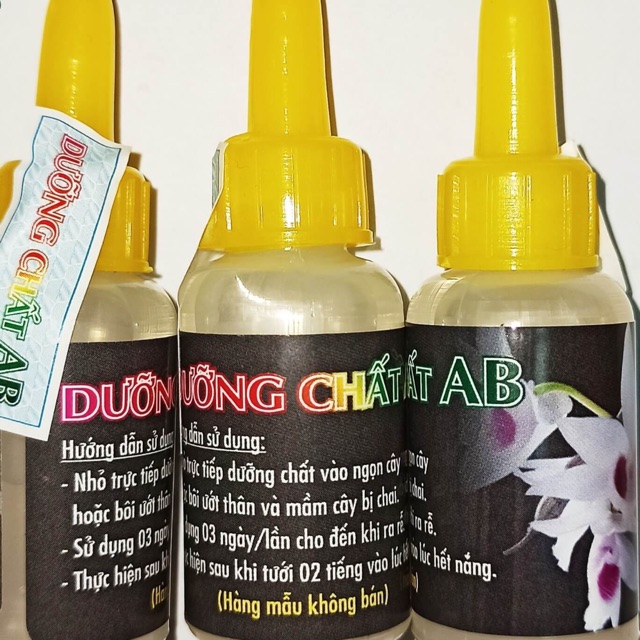 DƯỠNG CHẤT AB
DƯỠNG
Hướng dẫn sử dụng
- Nhỏ trực tiếp
hoặc bôi ướt thân
- Sử dụng 03 ngày
- Thực hiện sau khi
(Hàng
ƯỠNG CHẤT
dẫn sử dụng:
trực tiếp dưỡng chất vào ngọn cây
bôi ướt thân và mầm cây bị chai.
dụng 03 ngày/lần cho đến khi ra rễ.
hiện sau khi tưới 02 tiếng vào lúc hết
(Hàng mẫu không bán)
ẤT AB
ngọn cây
chai.
ra rễ.
lúc hết nắng.